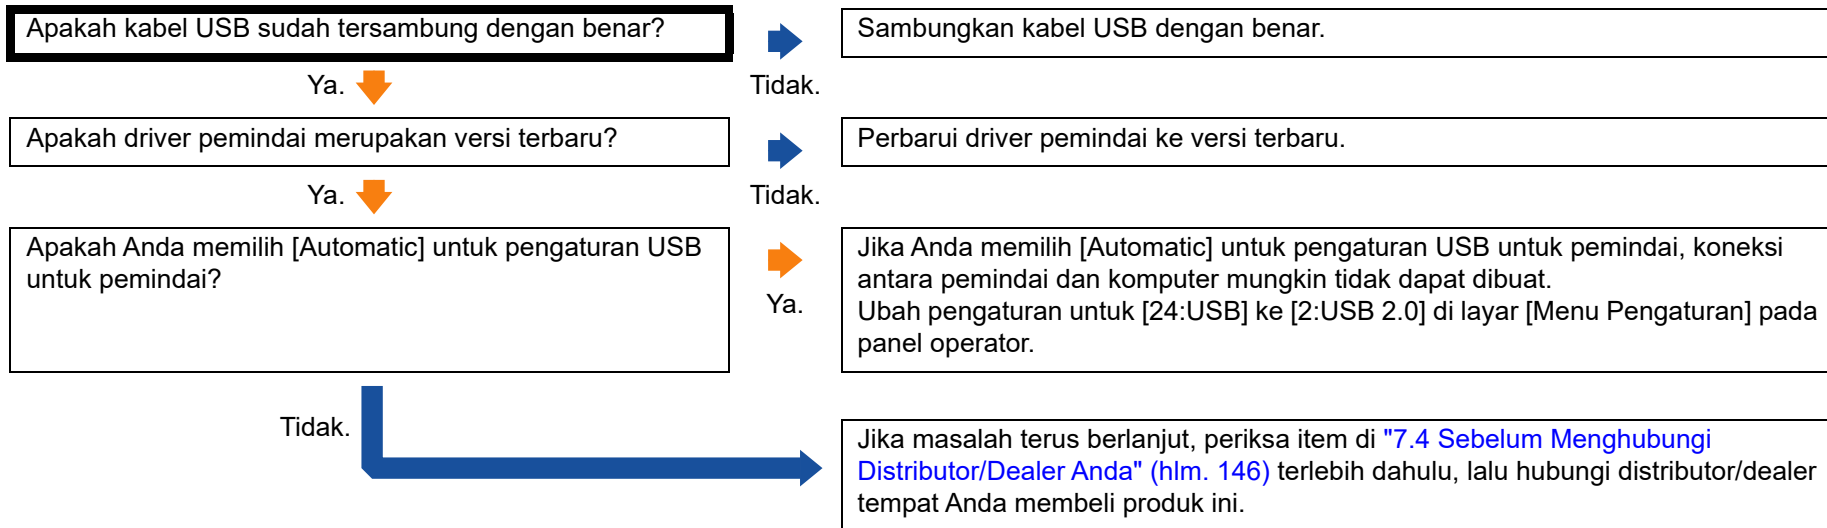 Apakah kabel USB sudah tersambung dengan benar?
Sambungkan kabel USB dengan benar.
Ya.
Tidak.
Apakah driver pemindai merupakan versi terbaru?
Perbarui driver pemindai ke versi terbaru.
Ya.
Tidak.
Apakah Anda memilih [Automatic] untuk pengaturan USB
untuk pemindai?
Ya.
Jika Anda memilih [Automatic] untuk pengaturan USB untuk pemindai, koneksi
antara pemindai dan komputer mungkin tidak dapat dibuat.
Ubah pengaturan untuk [24:USB] ke [2:USB 2.0] di layar [Menu Pengaturan] pada
panel operator.
Tidak.
Jika masalah terus berlanjut, periksa item di "7.4 Sebelum Menghubungi
Distributor/Dealer Anda" (hlm. 146) terlebih dahulu, lalu hubungi distributor/dealer
tempat Anda membeli produk ini.